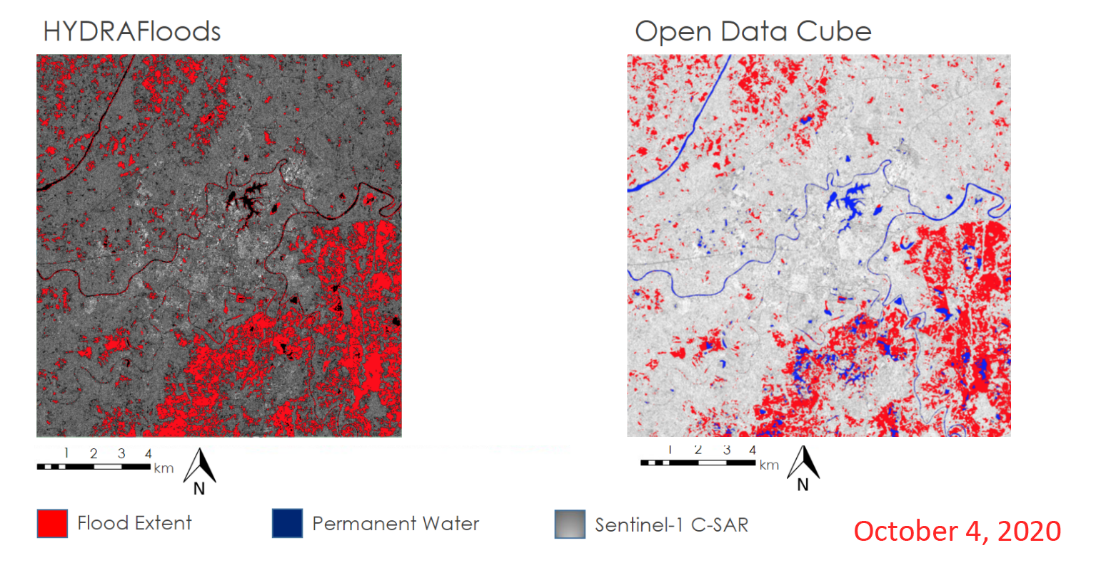 HYDRAFloods
Open Data Cube
1 2 3 4
km
N
1 2 3 4
km
N
Flood Extent
Permanent Water
Sentinel-1 C-SAR
October 4, 2020